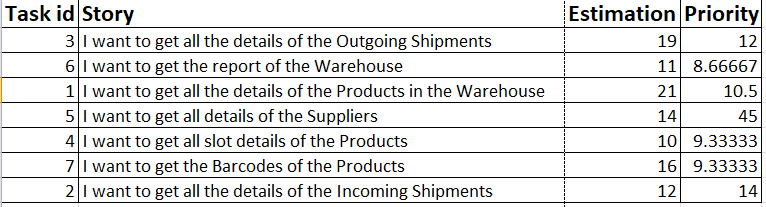 Task id Story Estimation Priority
3 I want to get all the details of the Outgoing Shipments 19 12
6 I want to get the report of the Warehouse 11 8.66667
1 I want to get all the details of the Products in the Warehouse 21 10.5
5 I want to get all details of the Suppliers 14 45
4 I want to get all slot details of the Products 10 9.33333
7 I want to get the Barcodes of the Products 16 9.33333
2 I want to get all the details of the Incoming Shipments 12 14